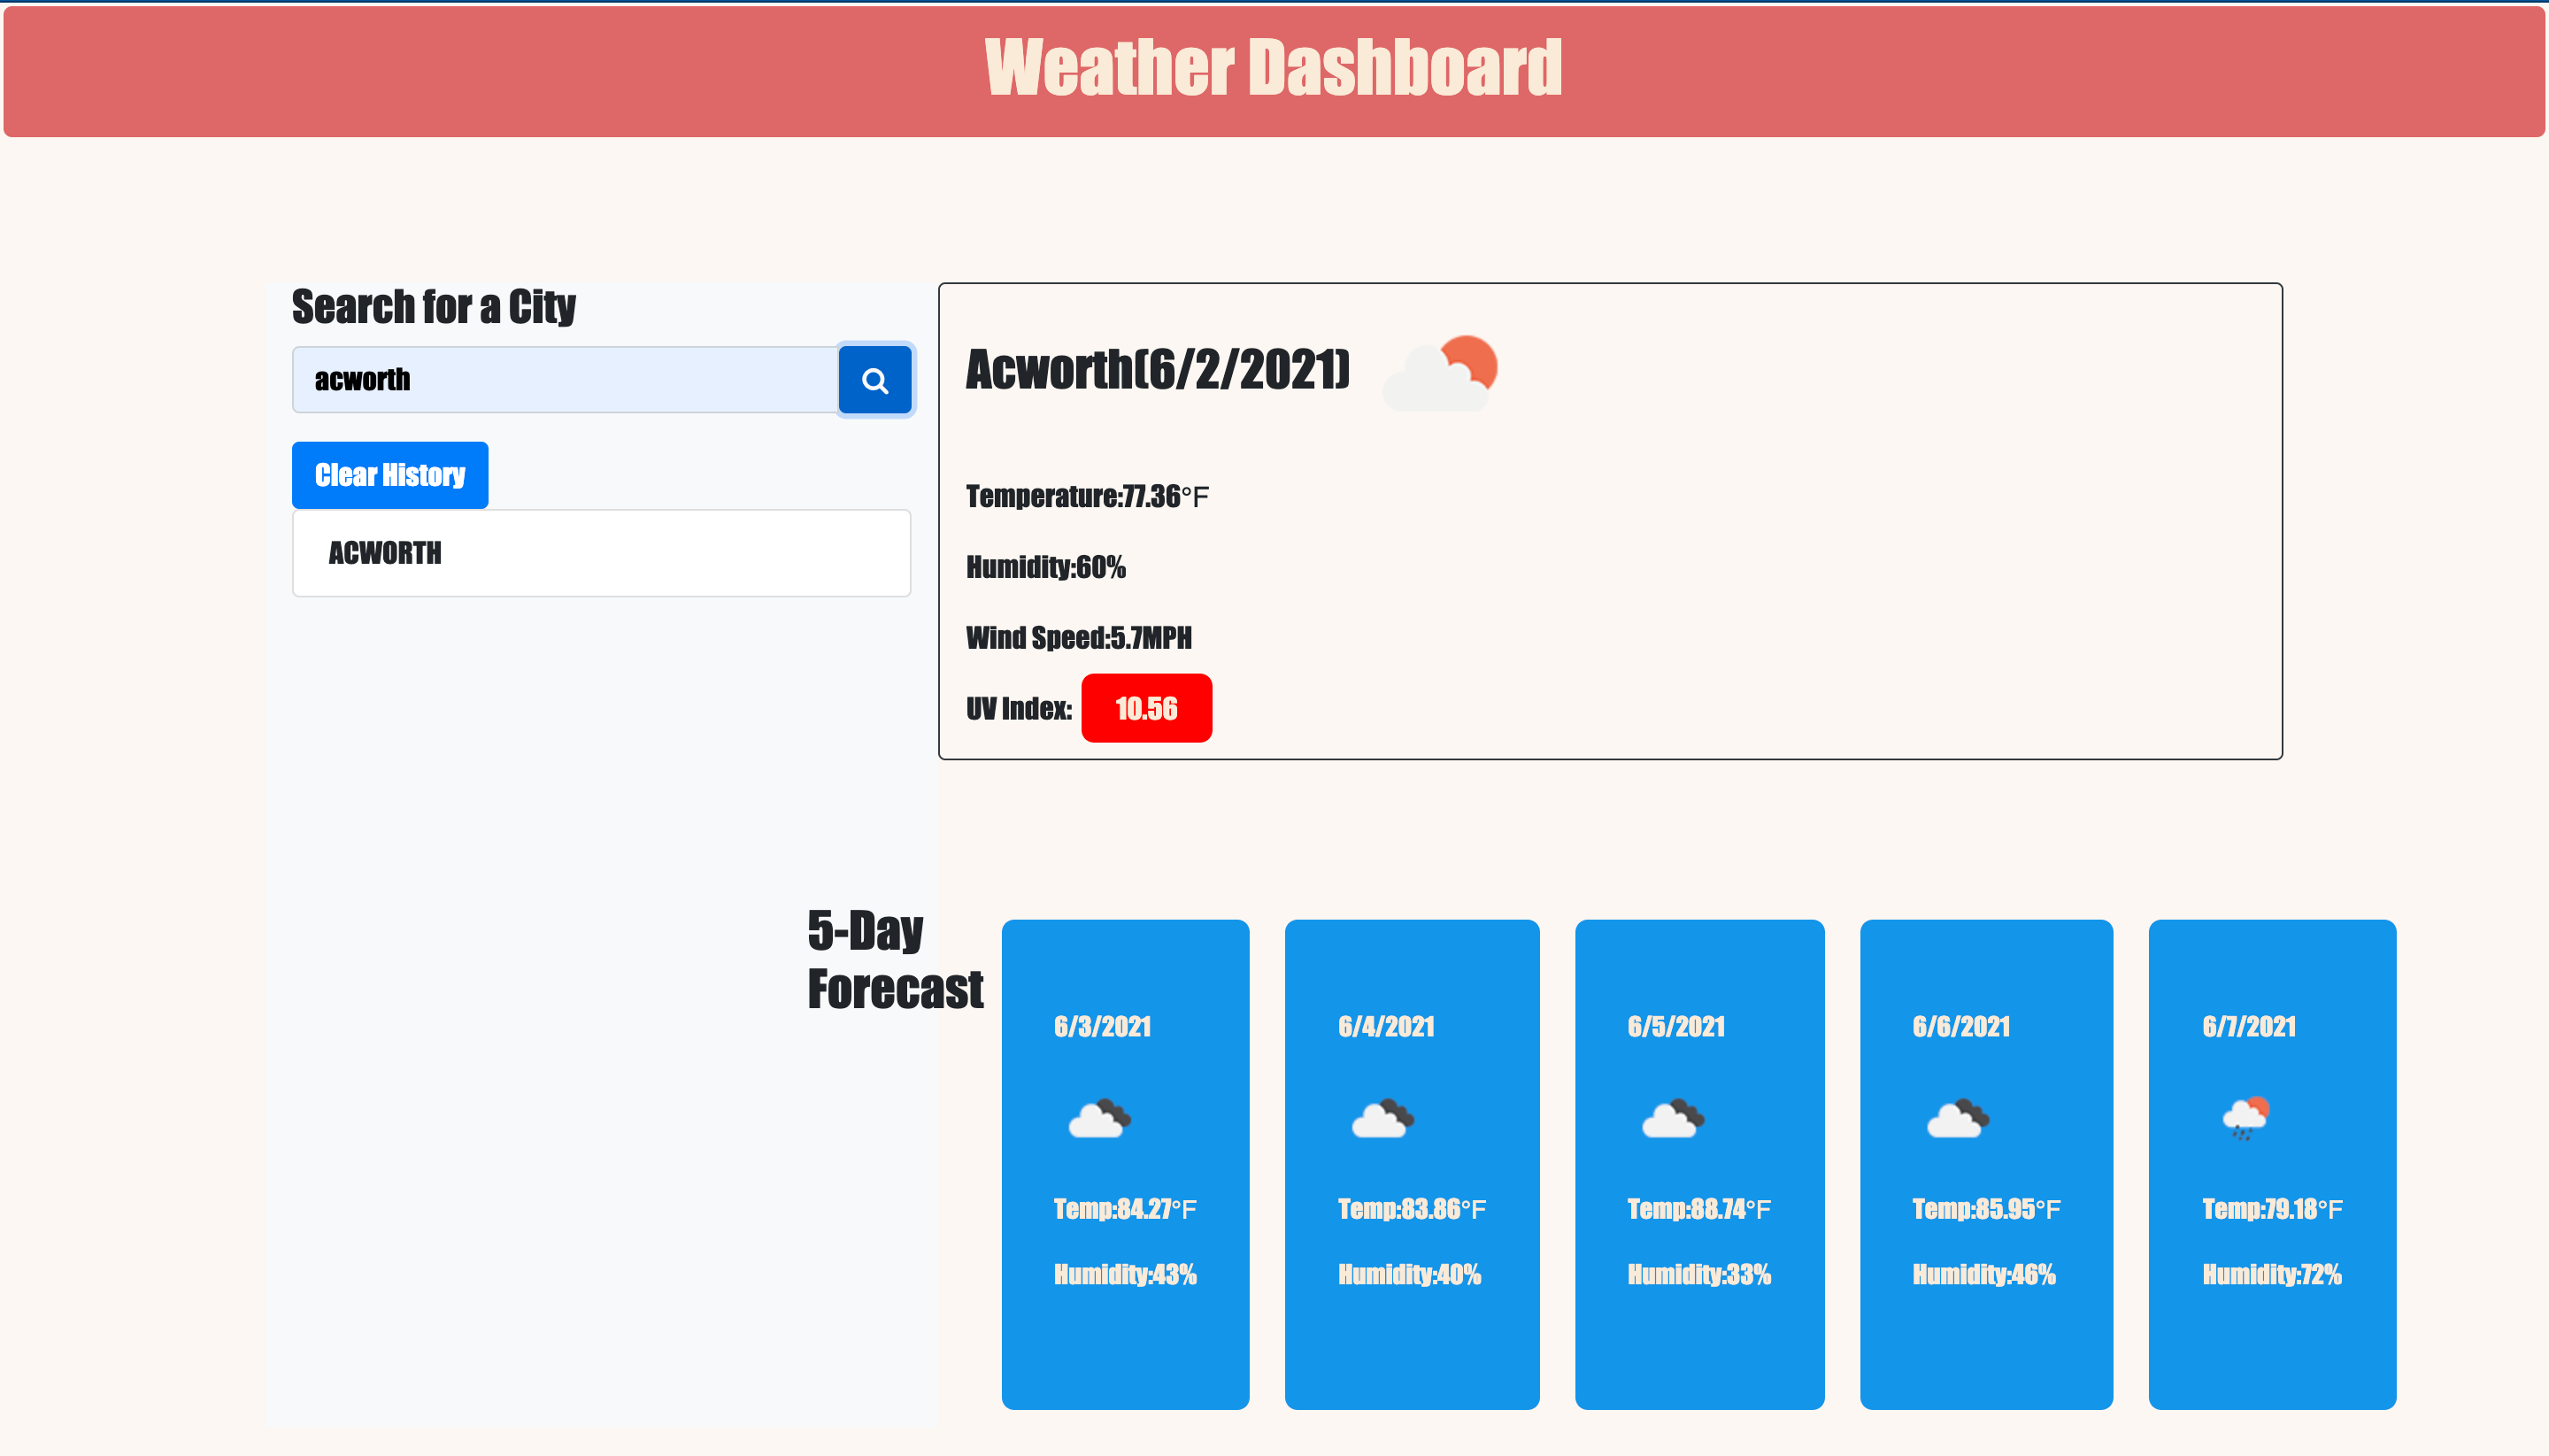 Weather Dashboard
Search for a City
acworth
Clear History
ACWORTH
Acworth(6/2/2021)
Temperature:77.36°F
Humidity:60%
Wind Speed:5.7MPH
UV Index: 10.56
5-Day
Forecast
6/3/2021
Temp:84.27°F
Humidity:43%
6/4/2021
Temp:83.86°F
Humidity:40%
6/5/2021
Temp:88.74°F
Humidity:33%
6/6/2021
Temp:85.95°F
Humidity:46%
6/7/2021
Temp:79.18°F
Humidity:72%